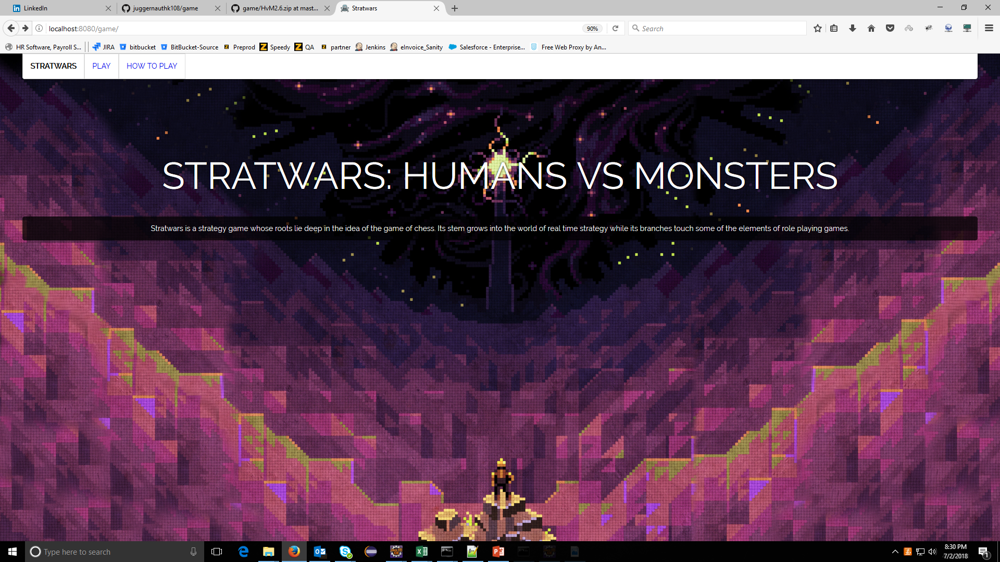 LinkedIn
juggernauthk108/game
game/HvM2.6.zip at mast...
Stratwars
localhost:8080/game/
90%
Search
HR Software, Payroll S...
JIRA
bitbucket
BitBucket-Source
Preprod
Speedy
QA
partner
Jenkins
eInvoice_Sanity
Salesforce - Enterprise...
Free Web Proxy by An...
STRATWARS
PLAY
HOW TO PLAY
STRATWARS: HUMANS VS MONSTERS
Stratwars is a strategy game whose roots lie deep in the idea of the game of chess. Its stem grows into the world of real time strategy while its branches touch some of the elements of role playing games.
Type here to search
8:30 PM
7/2/2018
1